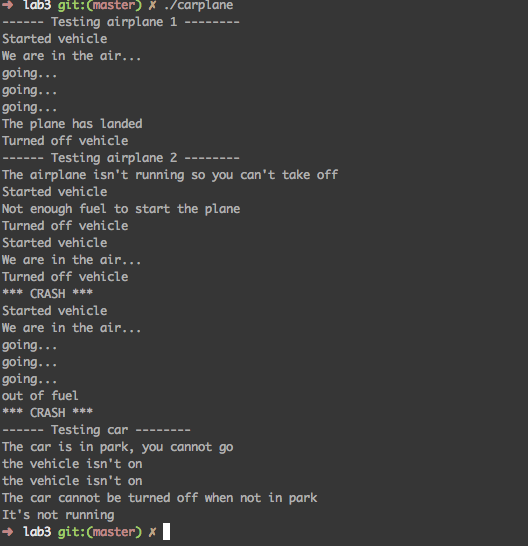 ➜ lab3 git:(master) ✗ ./carplane
------ Testing airplane 1 --------
Started vehicle
We are in the air...
going...
going...
going...
The plane has landed
Turned off vehicle
------ Testing airplane 2 --------
The airplane isn't running so you can't take off
Started vehicle
Not enough fuel to start the plane
Turned off vehicle
Started vehicle
We are in the air...
Turned off vehicle
*** CRASH ***
Started vehicle
We are in the air...
going...
going...
going...
out of fuel
*** CRASH ***
------ Testing car --------
The car is in park, you cannot go
the vehicle isn't on
the vehicle isn't on
The car cannot be turned off when not in park
It's not running
➜ lab3 git:(master) ✗